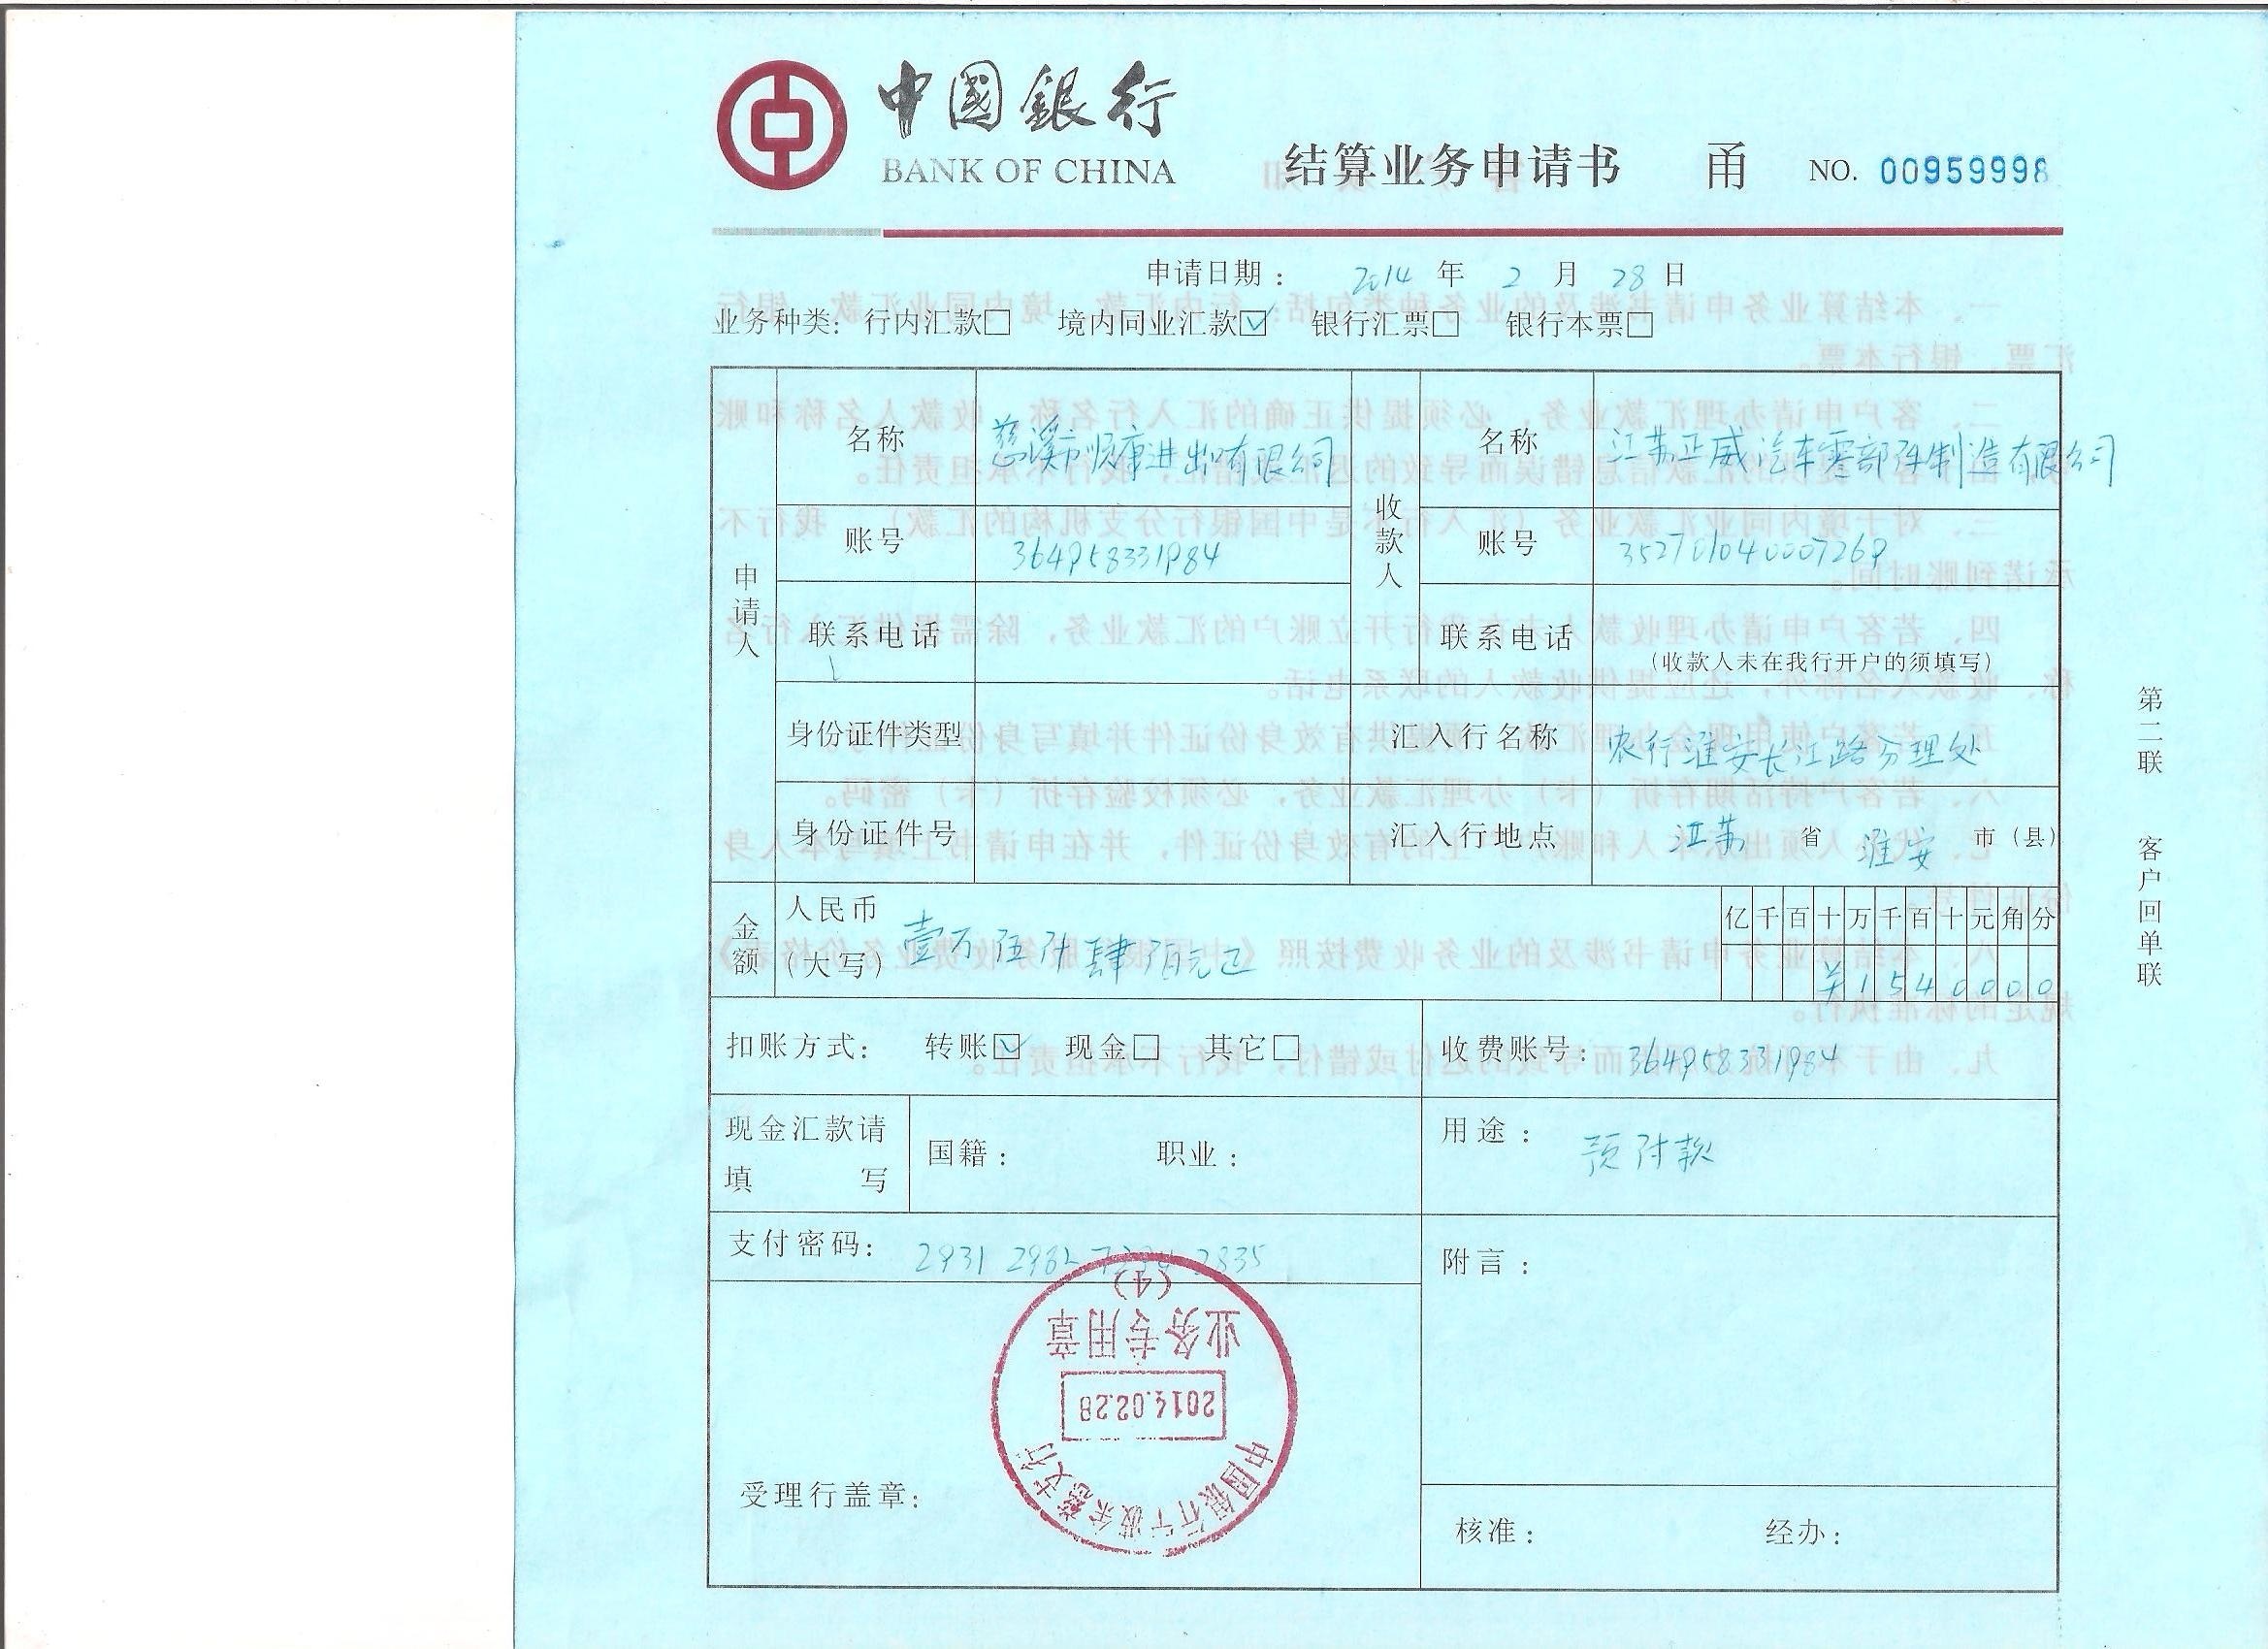 中國銀行
BANK OF CHINA
结算业务申请书 甬 NO. 00959998
申请日期： 2014 年 2 月 28 日
业务种类： 行内汇款□ 境内同业汇款☑ 银行汇票□ 银行本票□
申请人
名称 慈溪市顺康进出口有限公司
账号 364958331984
联系电话
身份证件类型
身份证件号
收款人
名称 江苏正威汽车零部件制造有限公司
账号 352701040007269
联系电话 （收款人未在我行开户的须填写）
汇入行名称 农行淮安长江路分理处
汇入行地点 江苏 省 淮安 市（县）
金额 人民币（大写） 壹万伍仟肆佰元正
亿 千 百 十 万 千 百 十 元 角 分
1 5 4 0 0 0 0
扣账方式： 转账☑ 现金□ 其它□
收费账号： 364958331984
现金汇款请填写 国籍： 职业：
用途： 预付款
支付密码： 2931 2982 2835
附言：
受理行盖章：
(4)
业务专用章
2014.02.28
中国银行宁波余慈支行
核准： 经办：
第二联 客户回单联